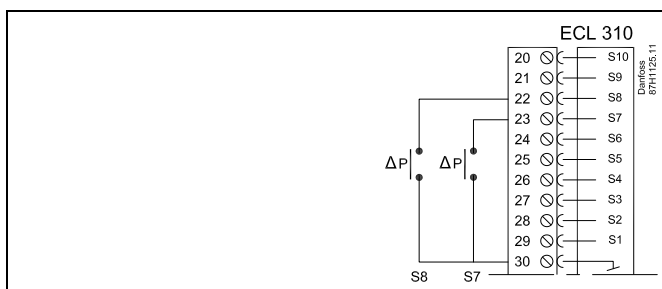 ECL 310
20 S10
21 S9
22 S8
23 S7
24 S6
25 S5
26 S4
27 S3
28 S2
29 S1
30
ΔP ΔP
S8 S7
Danfoss
87H1125.11